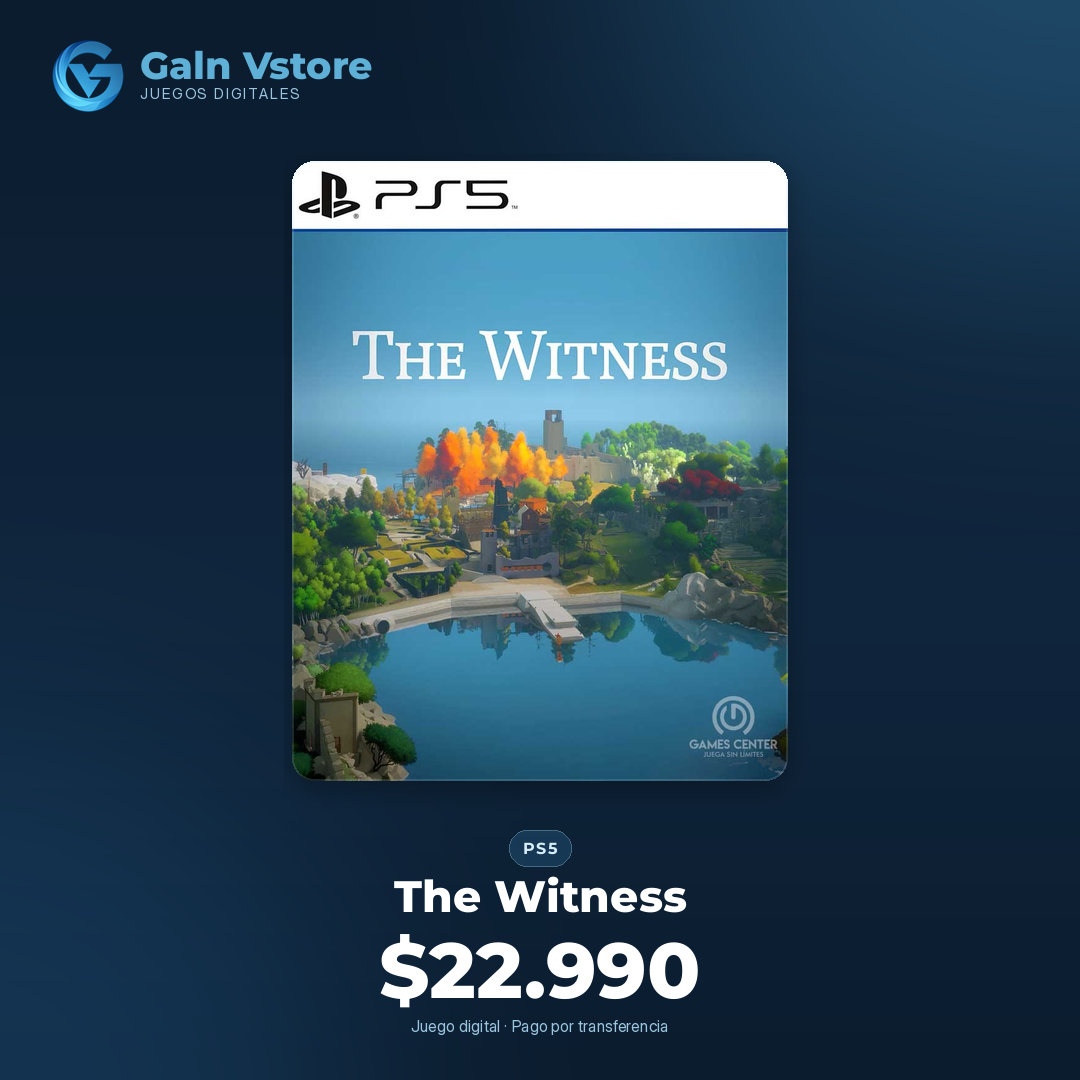 Galn Vstore
JUEGOS DIGITALES
PS5
THE WITNESS
GAMES CENTER
JUEGA SIN LÍMITES
PS5
The Witness
$22.990
Juego digital · Pago por transferencia